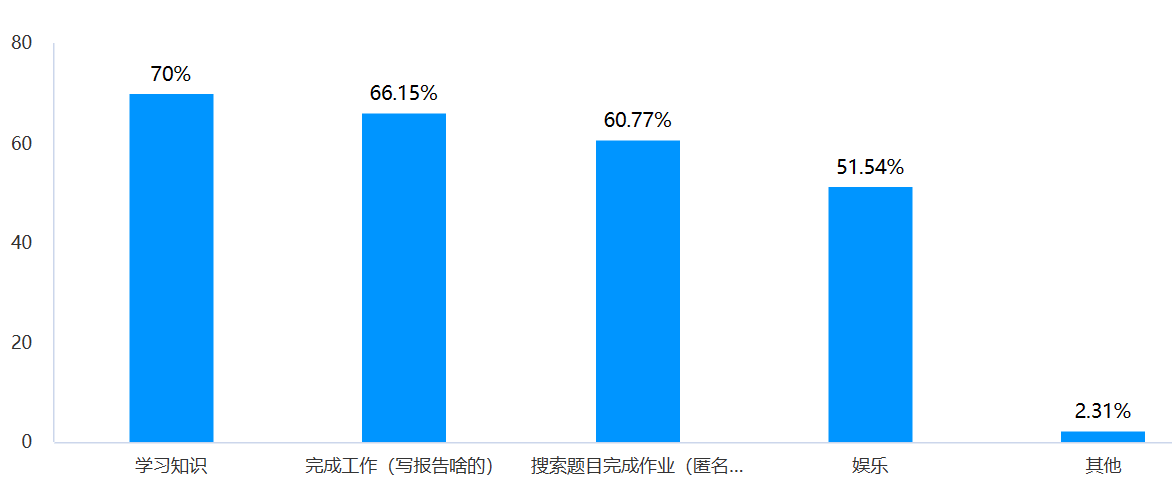 80
70%
66.15%
60.77%
60
51.54%
40
20
2.31%
0
学习知识
完成工作（写报告啥的）
搜索题目完成作业（匿名...
娱乐
其他